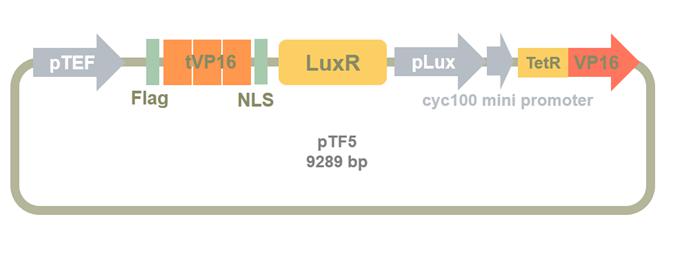 pTEF tVP16 LuxR pLux TetR VP16
Flag NLS cyc100 mini promoter
pTF5
9289 bp